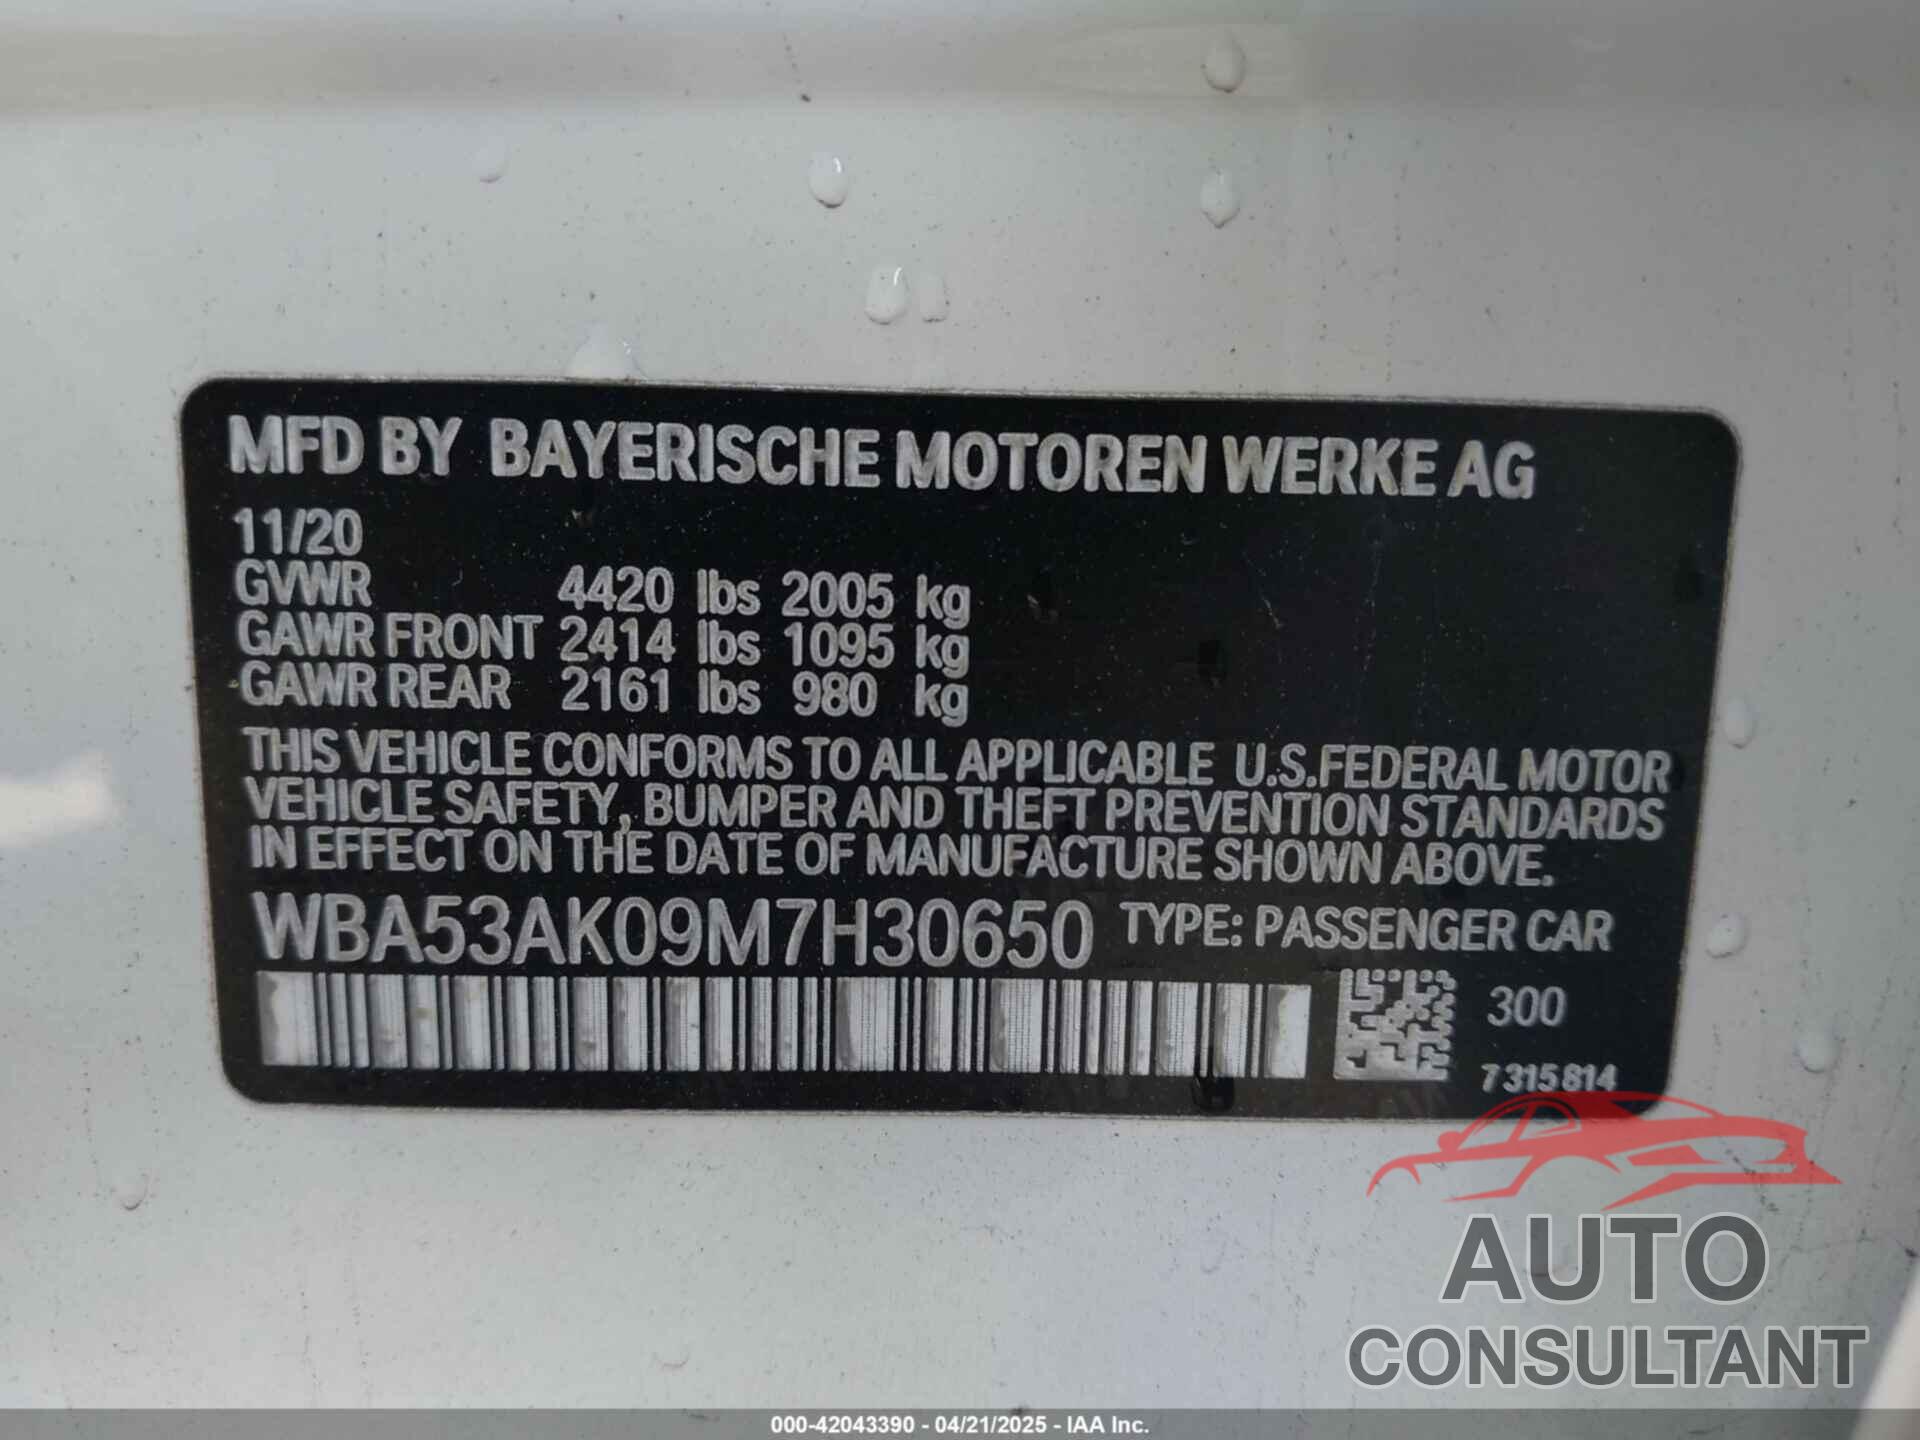 MFD BY BAYERISCHE MOTOREN WERKE AG
11/20
GVWR 4420 lbs 2005 kg
GAWR FRONT 2414 lbs 1095 kg
GAWR REAR 2161 lbs 980 kg
THIS VEHICLE CONFORMS TO ALL APPLICABLE U.S.FEDERAL MOTOR
VEHICLE SAFETY, BUMPER AND THEFT PREVENTION STANDARDS
IN EFFECT ON THE DATE OF MANUFACTURE SHOWN ABOVE.
WBA53AK09M7H30650 TYPE: PASSENGER CAR
300
7315814
AUTO
CONSULTANT
000-42043390 - 04/21/2025 - IAA Inc.